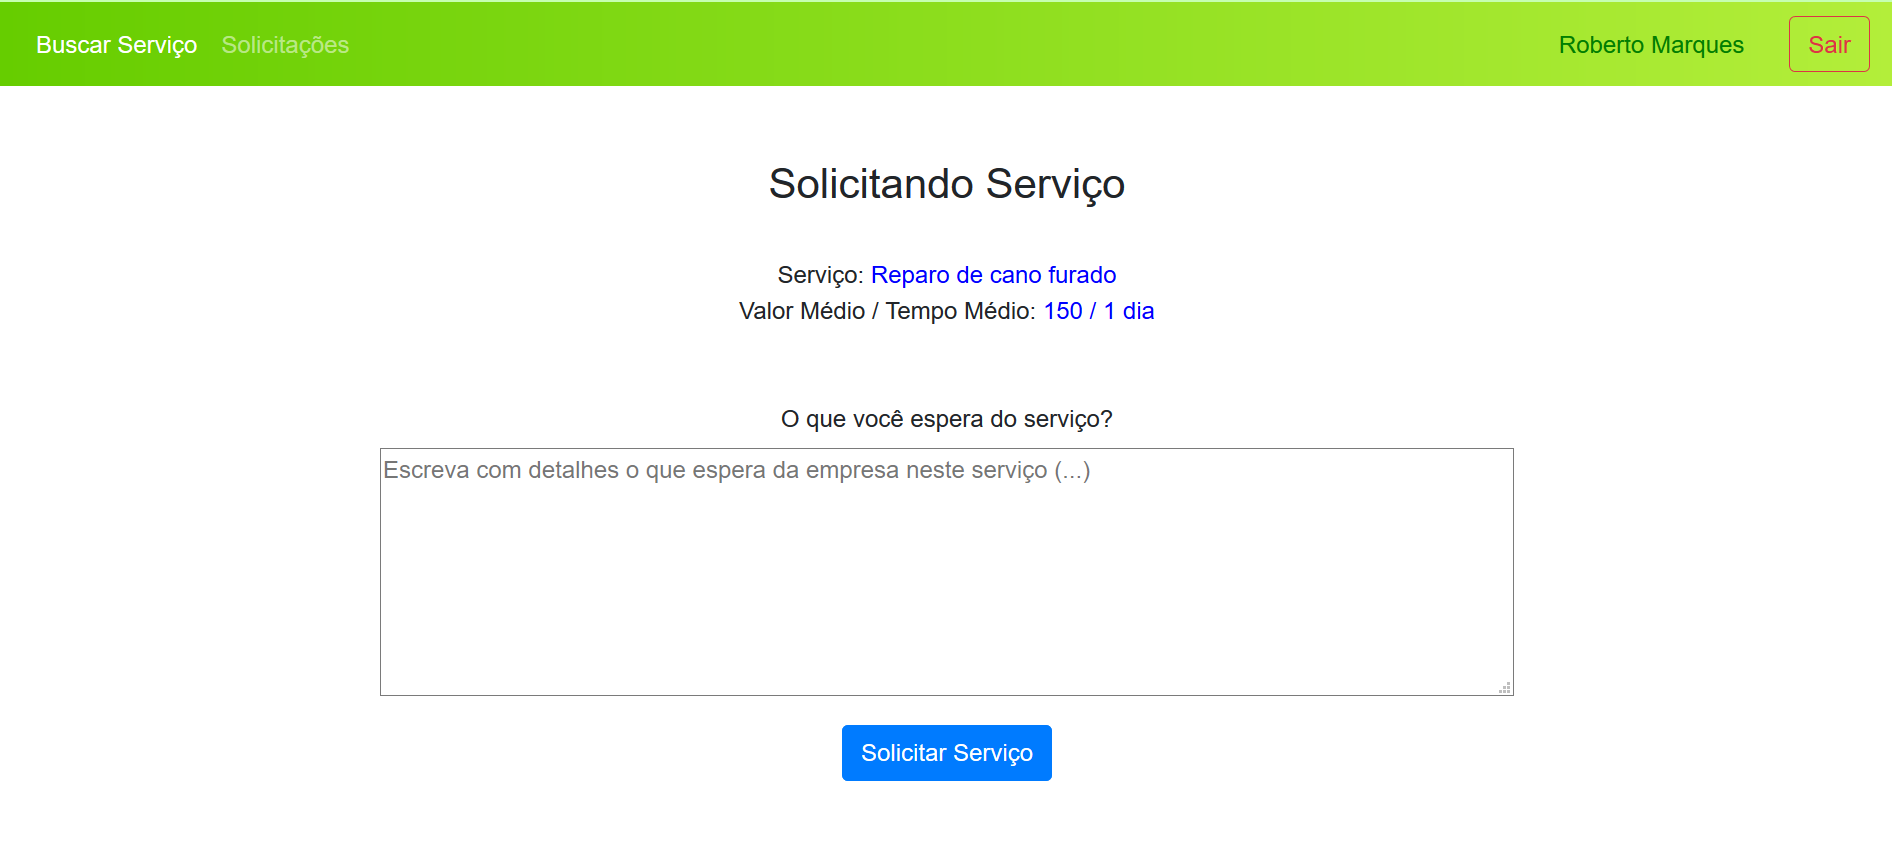 Buscar Serviço Solicitações Roberto Marques Sair
Solicitando Serviço
Serviço: Reparo de cano furado
Valor Médio / Tempo Médio: 150 / 1 dia
O que você espera do serviço?
Escreva com detalhes o que espera da empresa neste serviço (...)
Solicitar Serviço